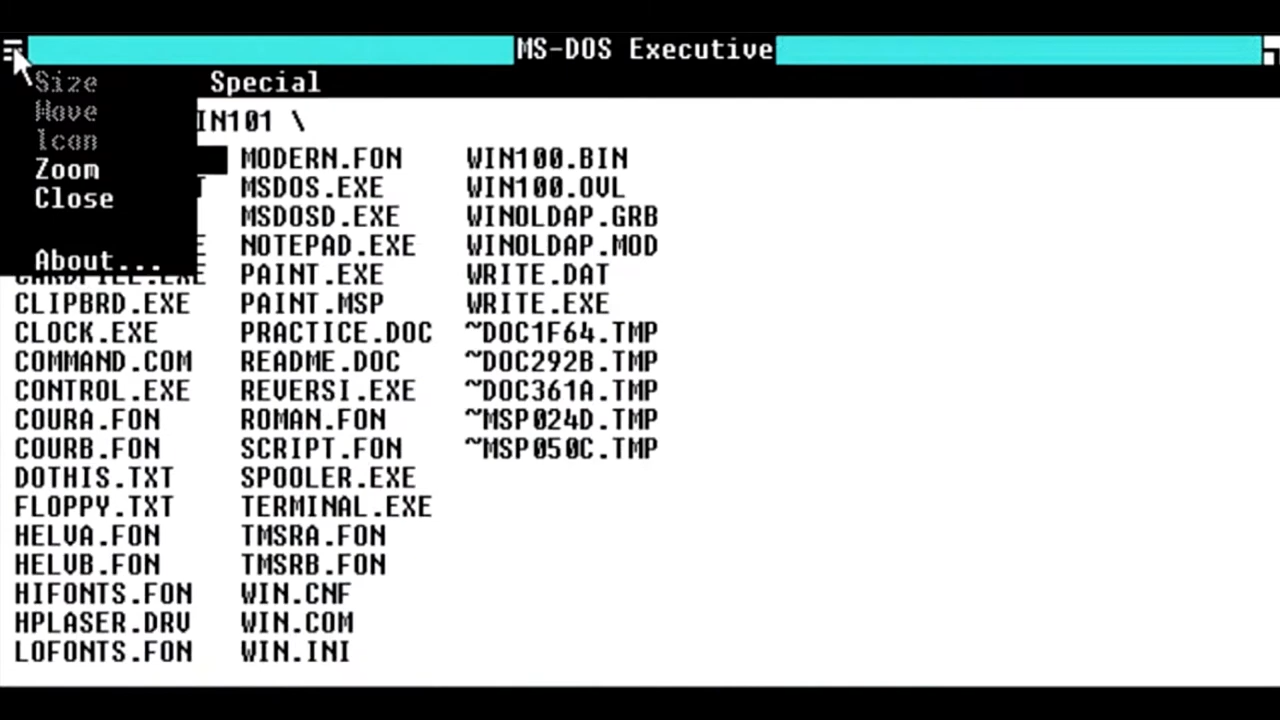 MS-DOS Executive
Size
Special
Move
IN101 \
Icon
Zoom
Close
About...
CARDFILE.EXE
CLIPBRD.EXE
CLOCK.EXE
COMMAND.COM
CONTROL.EXE
COURA.FON
COURB.FON
DOTHIS.TXT
FLOPPY.TXT
HELVA.FON
HELVB.FON
HIFONTS.FON
HPLASER.DRV
LOFONTS.FON
MODERN.FON
MSDOS.EXE
MSDOSD.EXE
NOTEPAD.EXE
PAINT.EXE
PAINT.MSP
PRACTICE.DOC
README.DOC
REVERSI.EXE
ROMAN.FON
SCRIPT.FON
SPOOLER.EXE
TERMINAL.EXE
TMSRA.FON
TMSRB.FON
WIN.CNF
WIN.COM
WIN.INI
WIN100.BIN
WIN100.OVL
WINOLDAP.GRB
WINOLDAP.MOD
WRITE.DAT
WRITE.EXE
~DOC1F64.TMP
~DOC292B.TMP
~DOC361A.TMP
~MSP024D.TMP
~MSP050C.TMP